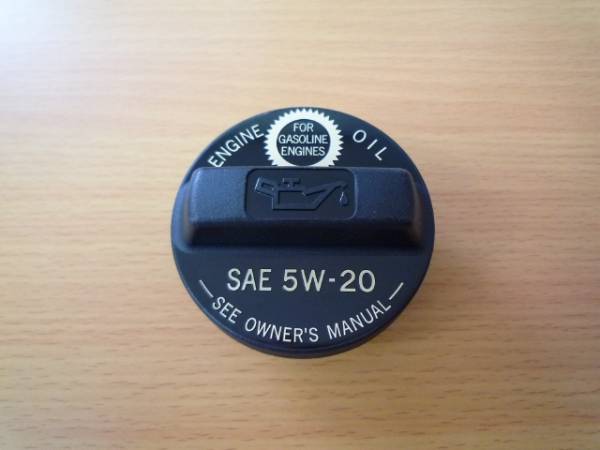 ENGINE OIL
FOR
GASOLINE
ENGINES
SAE 5W-20
— SEE OWNER'S MANUAL —